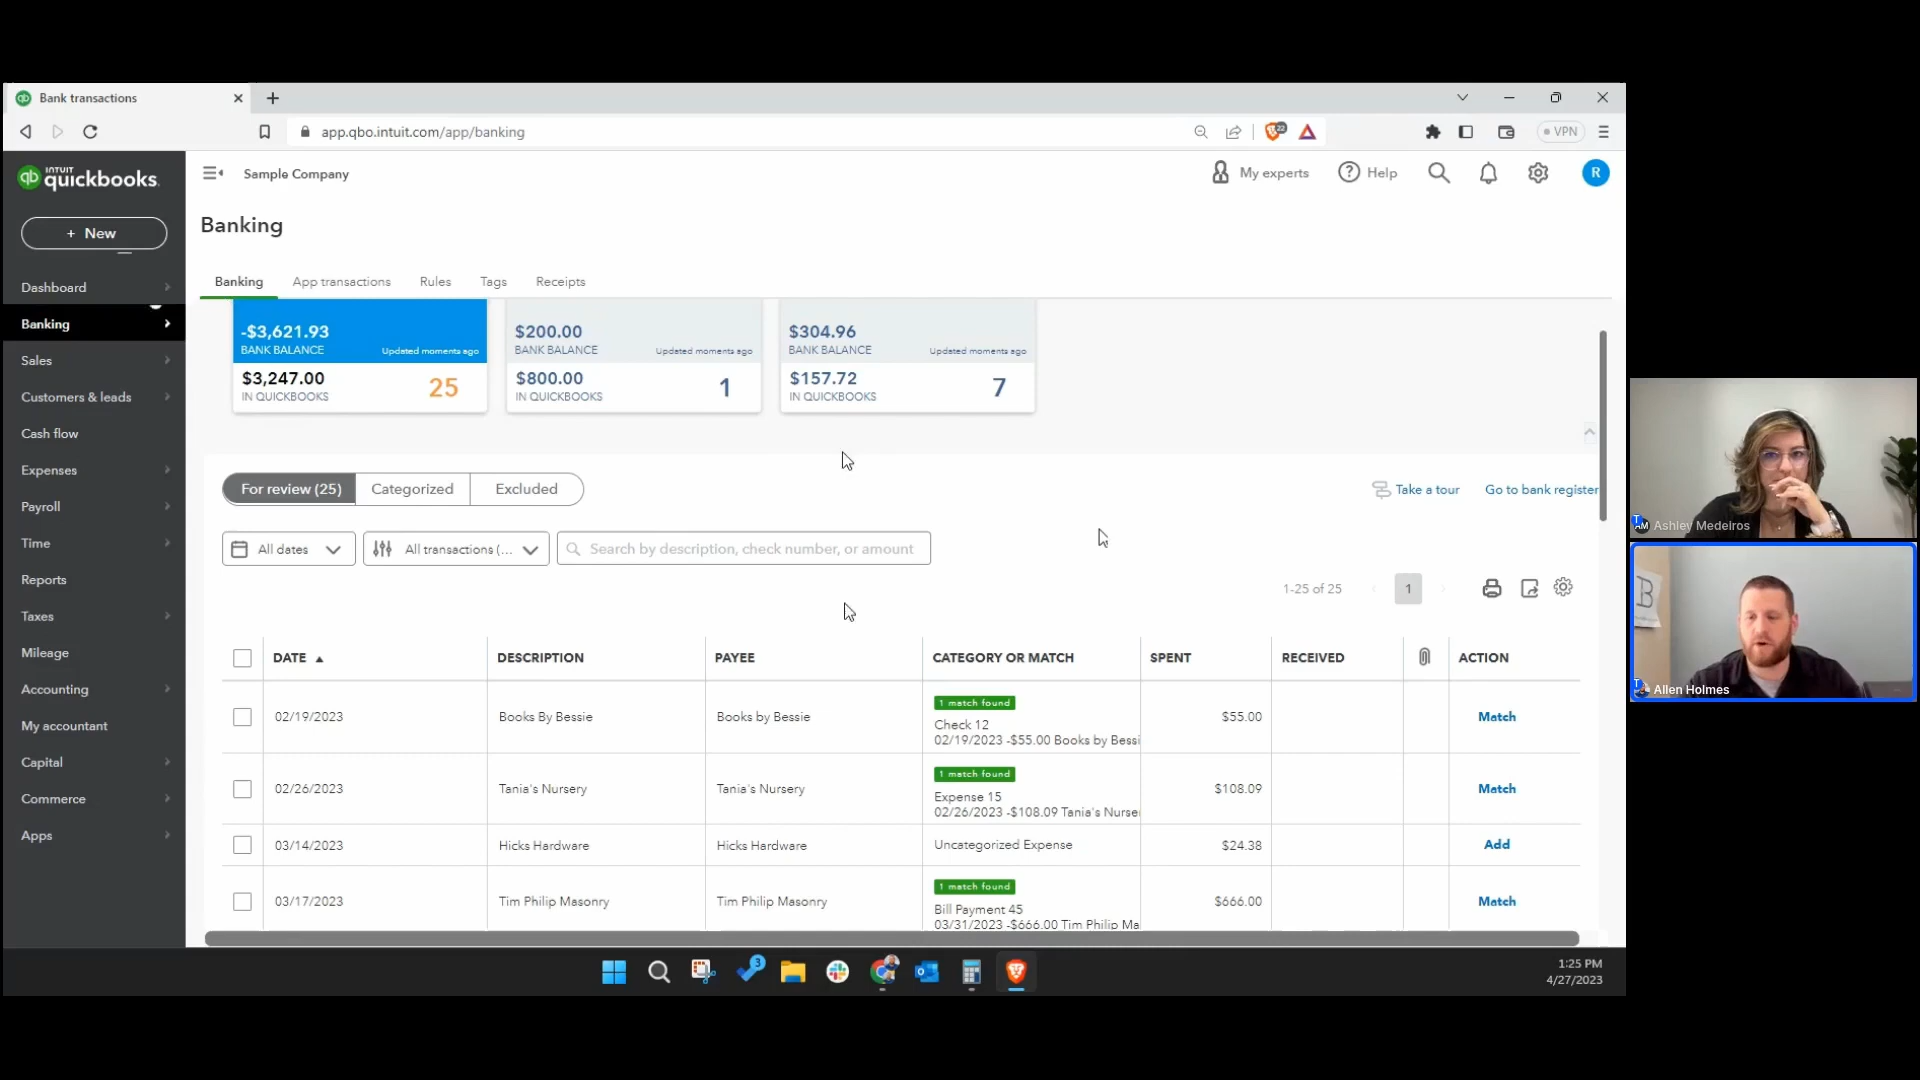 Bank transactions
app.qbo.intuit.com/app/banking
22
VPN
INTUIT
qb quickbooks.
Sample Company
My experts
Help
R
+ New
Banking
Dashboard
Banking
Sales
Customers & leads
Cash flow
Expenses
Payroll
Time
Reports
Taxes
Mileage
Accounting
My accountant
Capital
Commerce
Apps
Banking App transactions Rules Tags Receipts
-$3,621.93
BANK BALANCE Updated moments ago
$3,247.00
IN QUICKBOOKS
25
$200.00
BANK BALANCE Updated moments ago
$800.00
IN QUICKBOOKS
1
$304.96
BANK BALANCE Updated moments ago
$157.72
IN QUICKBOOKS
7
For review (25) Categorized Excluded
Take a tour Go to bank register
All dates All transactions (... Search by description, check number, or amount
1-25 of 25 1
DATE DESCRIPTION PAYEE CATEGORY OR MATCH SPENT RECEIVED ACTION
02/19/2023 Books By Bessie Books by Bessie
1 match found
Check 12
02/19/2023 -$55.00 Books by Bessi
$55.00 Match
02/26/2023 Tania's Nursery Tania's Nursery
1 match found
Expense 15
02/26/2023 -$108.09 Tania's Nurse
$108.09 Match
03/14/2023 Hicks Hardware Hicks Hardware Uncategorized Expense $24.38 Add
03/17/2023 Tim Philip Masonry Tim Philip Masonry
1 match found
Bill Payment 45
03/31/2023 -$666.00 Tim Philip Ma
$666.00 Match
3
1:25 PM
4/27/2023
AM Ashley Medeiros
B
Allen Holmes